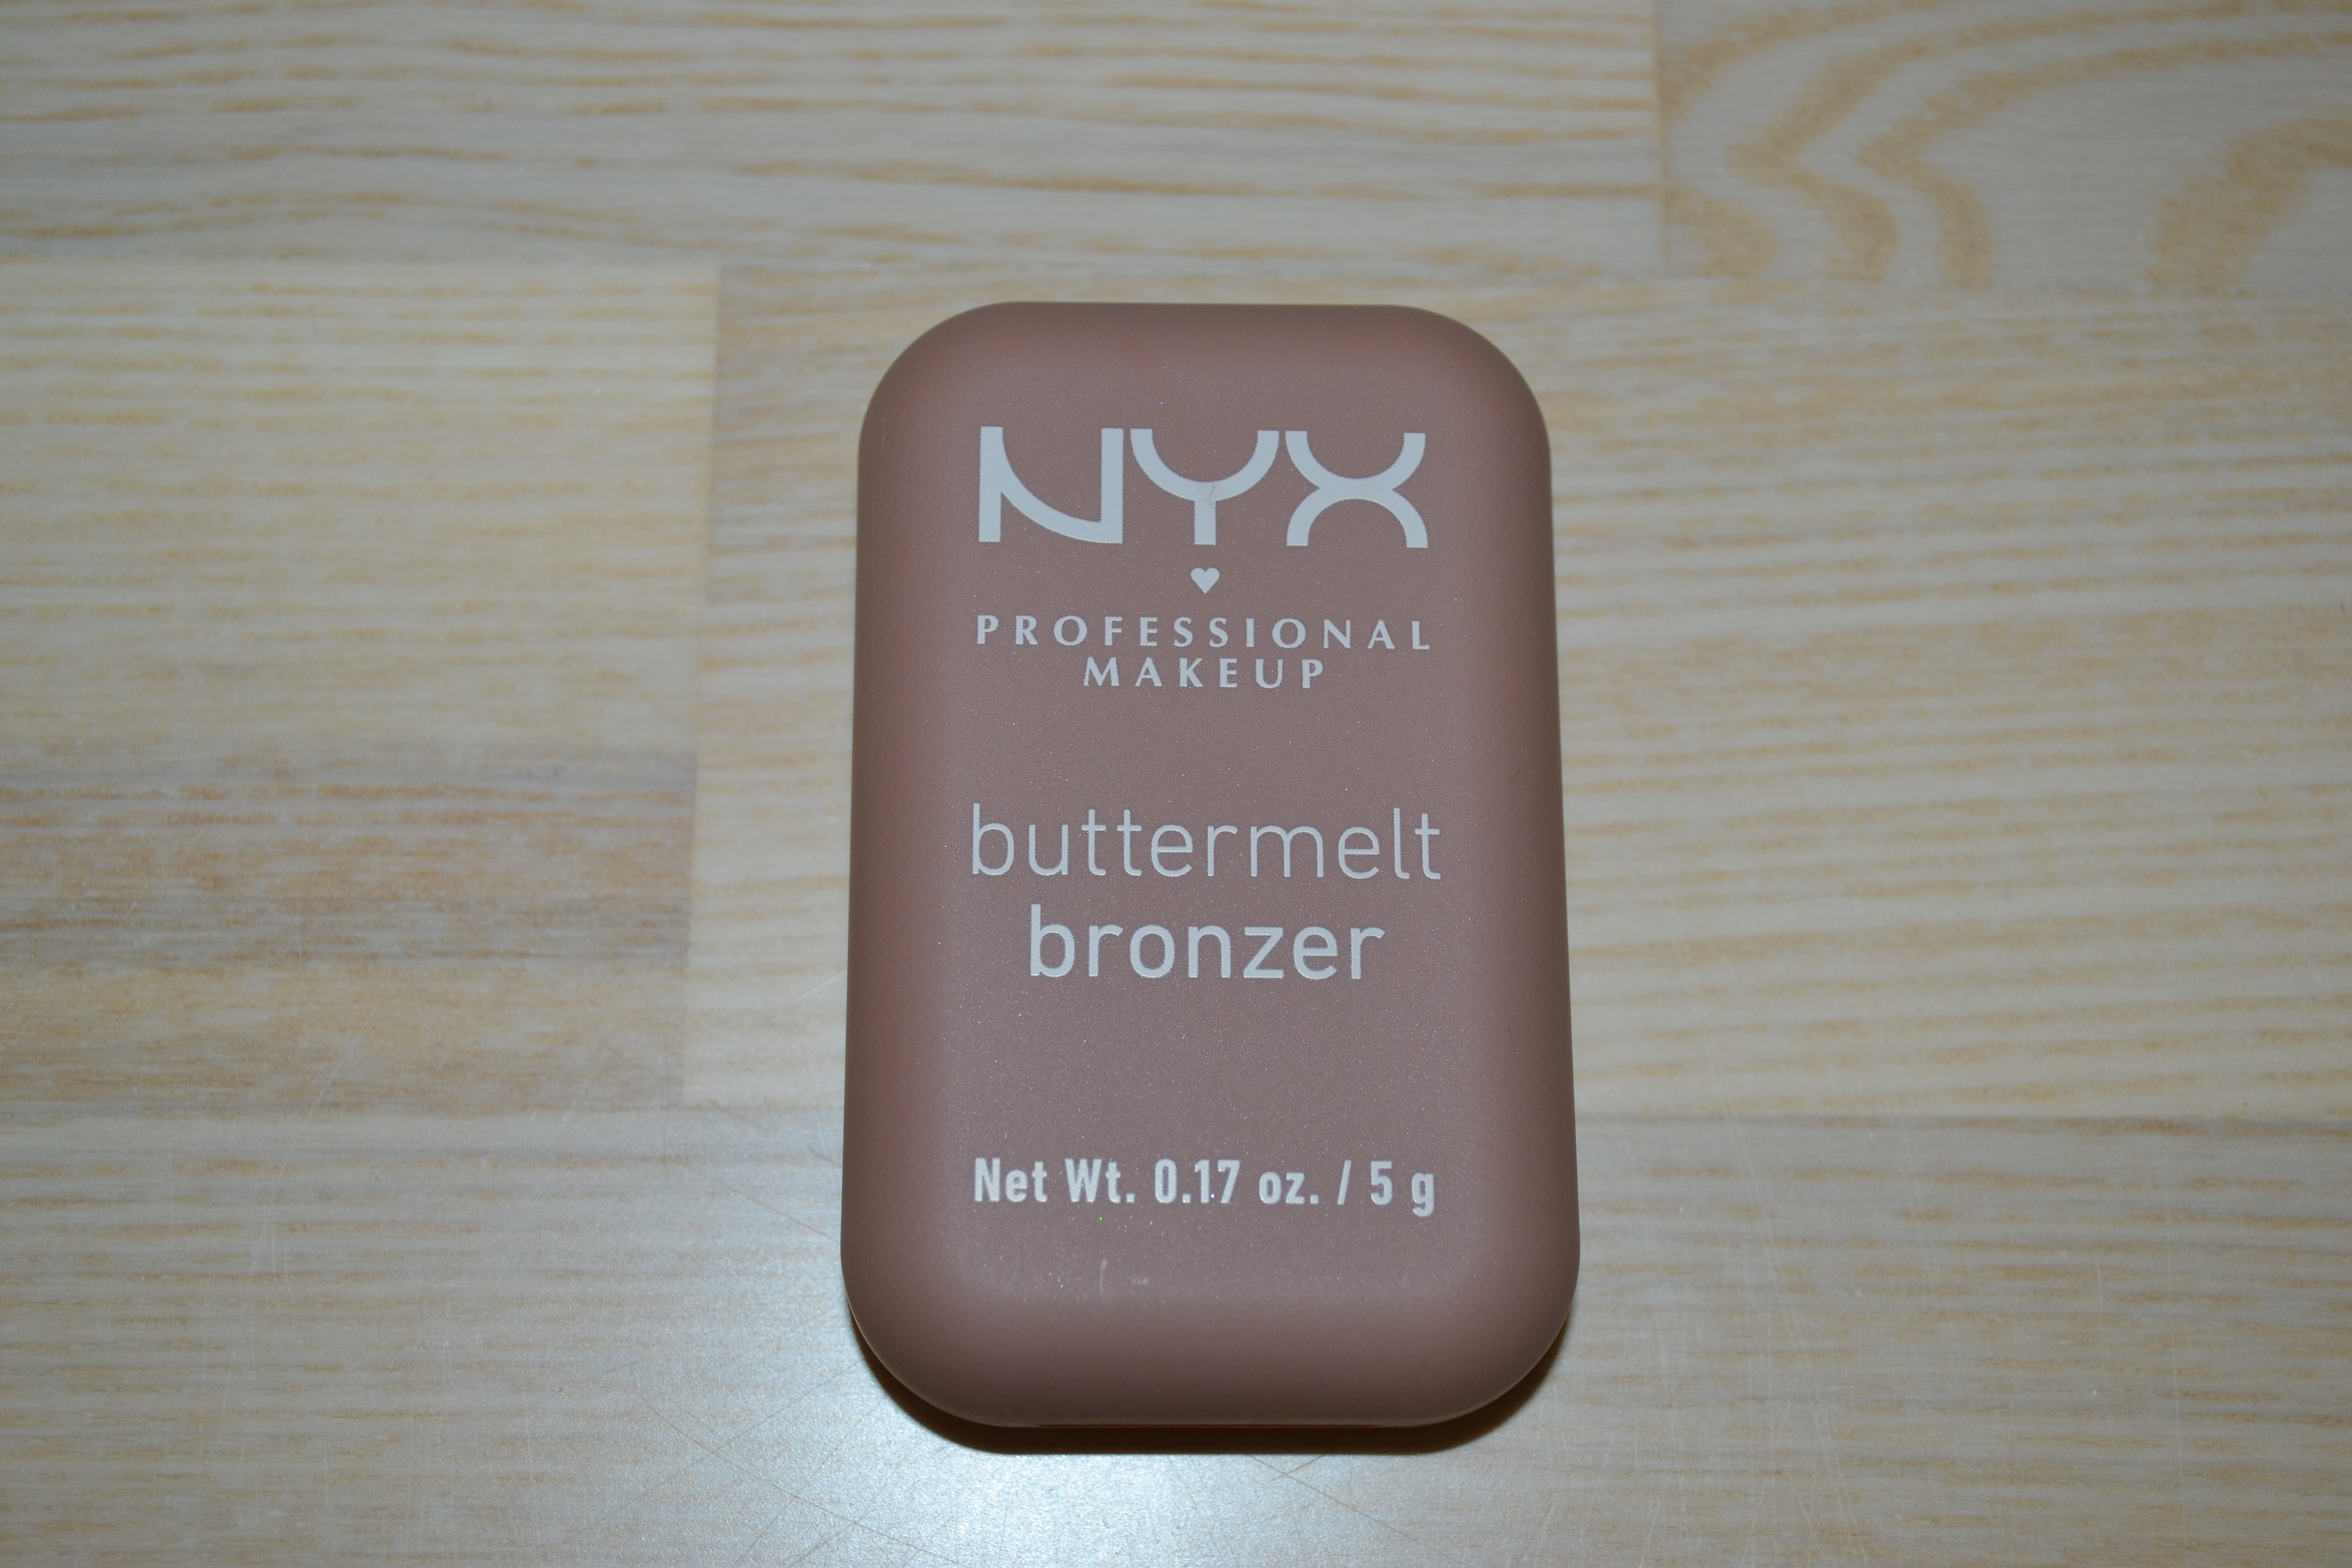 NYX
PROFESSIONAL
MAKEUP
buttermelt
bronzer
Net Wt. 0.17 oz. / 5 g